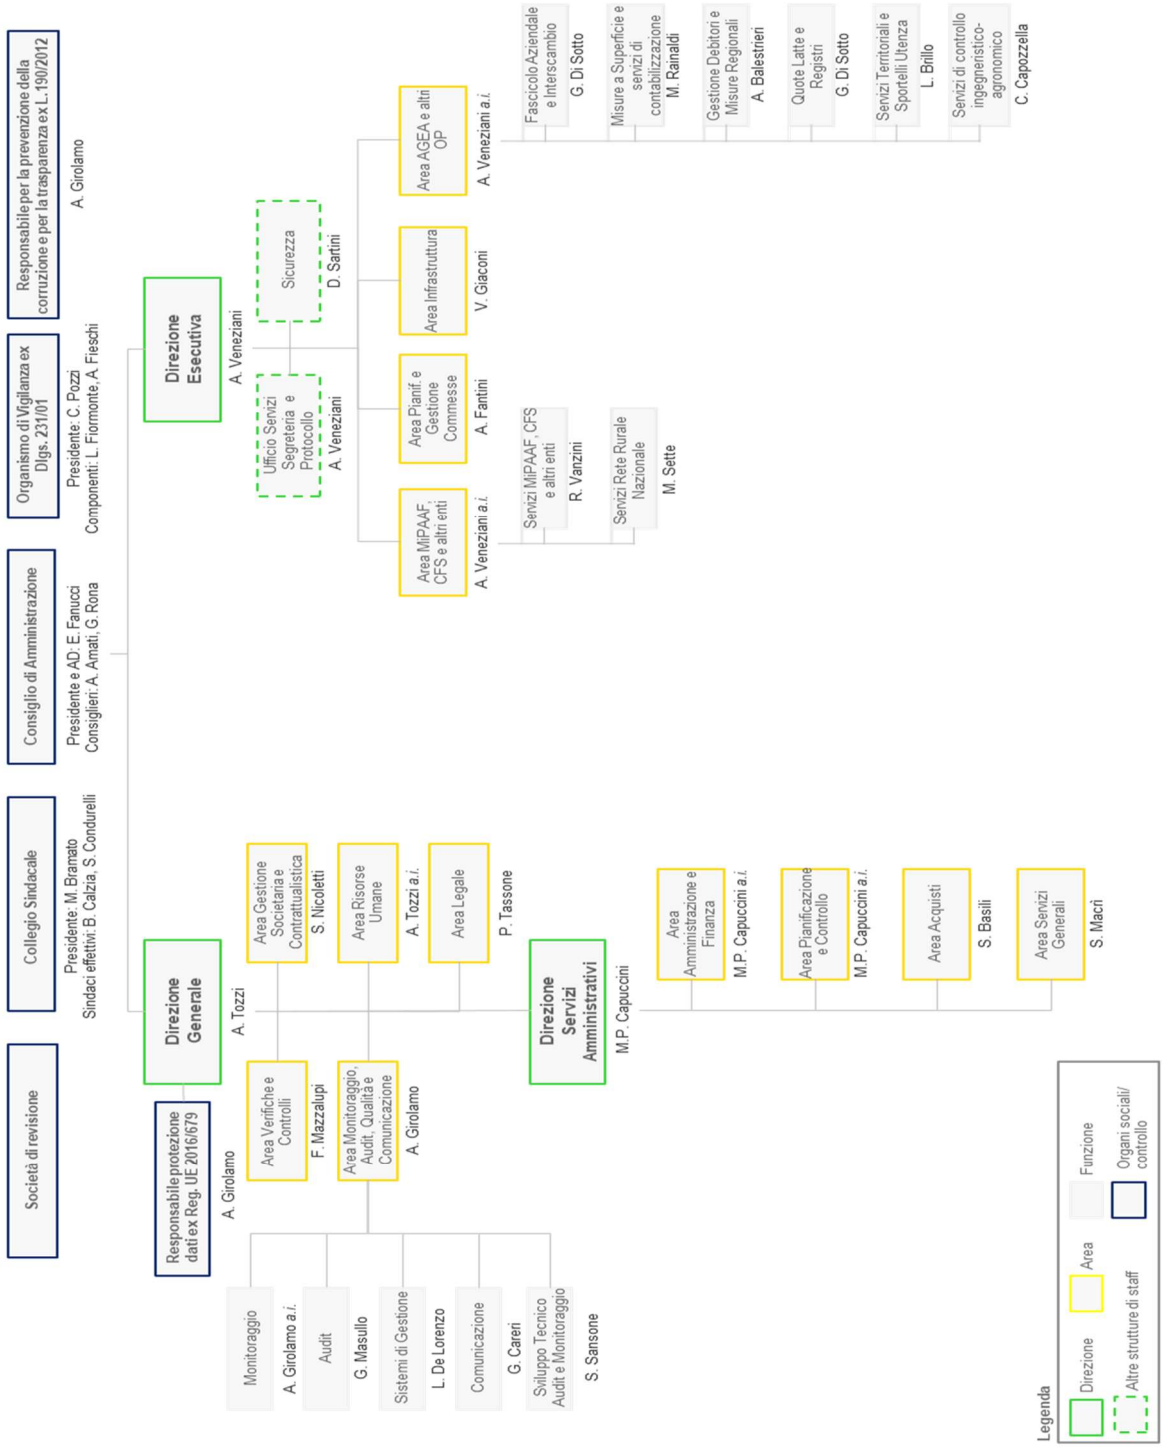 Società di revisione
Collegio Sindacale
Presidente: M. Bramato
Sindaci effettivi: B. Calzia, S. Condurelli
Consiglio di Amministrazione
Presidente e AD: E. Fanucci
Consiglieri: A. Amati, G. Rona
Organismo di Vigilanza ex
Dlgs. 231/01
Presidente: C. Pozzi
Componenti: L. Fiormonte, A. Fieschi
Responsabile per la prevenzione della
corruzione e per la trasparenza ex L. 190/2012
A. Girolamo
Responsabile protezione
dati ex Reg. UE 2016/679
A. Girolamo
Direzione
Generale
A. Tozzi
Direzione
Esecutiva
A. Veneziani
Area Verifiche e
Controlli
F. Mazzalupi
Area Gestione
Societaria e
Contrattualistica
S. Nicoletti
Area Monitoraggio,
Audit, Qualità e
Comunicazione
A. Girolamo
Area Risorse
Umane
A. Tozzi a.i.
Area Legale
P. Tassone
Monitoraggio
A. Girolamo a.i.
Audit
G. Masullo
Sistemi di Gestione
L. De Lorenzo
Comunicazione
G. Careri
Sviluppo Tecnico
Audit e Monitoraggio
S. Sansone
Direzione
Servizi
Amministrativi
M.P. Capuccini
Area
Amministrazione e
Finanza
M.P. Capuccini a.i.
Area Pianificazione
e Controllo
M.P. Capuccini a.i.
Area Acquisti
S. Basili
Area Servizi
Generali
S. Macrì
Ufficio Servizi
Segreteria e
Protocollo
A. Veneziani
Sicurezza
D. Sartini
Area MiPAAF,
CFS e altri enti
A. Veneziani a.i.
Area Pianif. e
Gestione
Commesse
A. Fantini
Area Infrastruttura
V. Giaconi
Area AGEA e altri
OP
A. Veneziani a.i.
Servizi MiPAAF, CFS
e altri enti
R. Vanzini
Servizi Rete Rurale
Nazionale
M. Sette
Fascicolo Aziendale
e Interscambio
G. Di Sotto
Misure a Superficie e
servizi di
contabilizzazione
M. Rainaldi
Gestione Debitori e
Misure Regionali
A. Balestrieri
Quote Latte e
Registri
G. Di Sotto
Servizi Territoriali e
Sportelli Utenza
L. Brillo
Servizi di controllo
ingegneristico-
agronomico
C. Capozzella
Legenda
Direzione
Area
Funzione
Altre strutture di staff
Organi sociali/
controllo